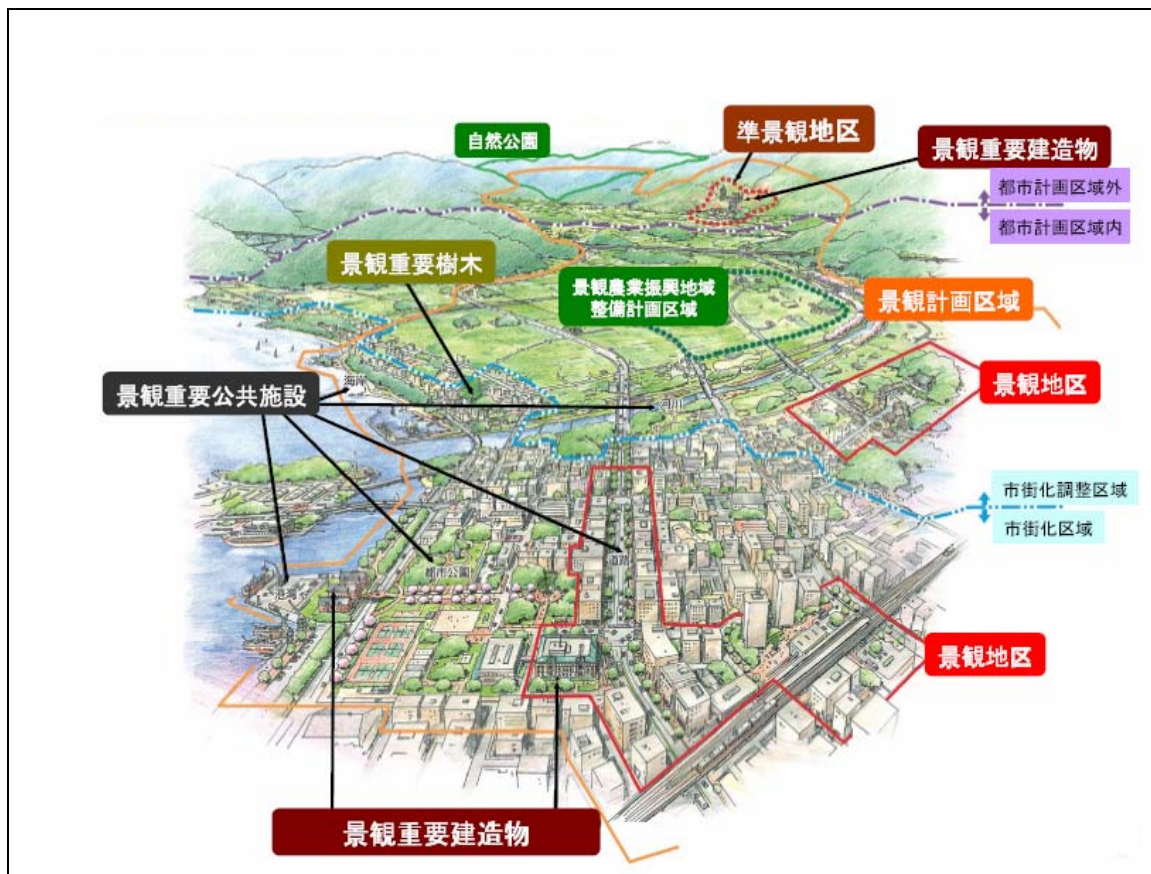 自然公園
準景観地区
景観重要建造物
都市計画区域外
都市計画区域内
景観重要樹木
景観農業振興地域
整備計画区域
景観計画区域
景観地区
景観重要公共施設
海岸
河川
市街化調整区域
市街化区域
道路
都市公園
港湾
景観地区
景観重要建造物